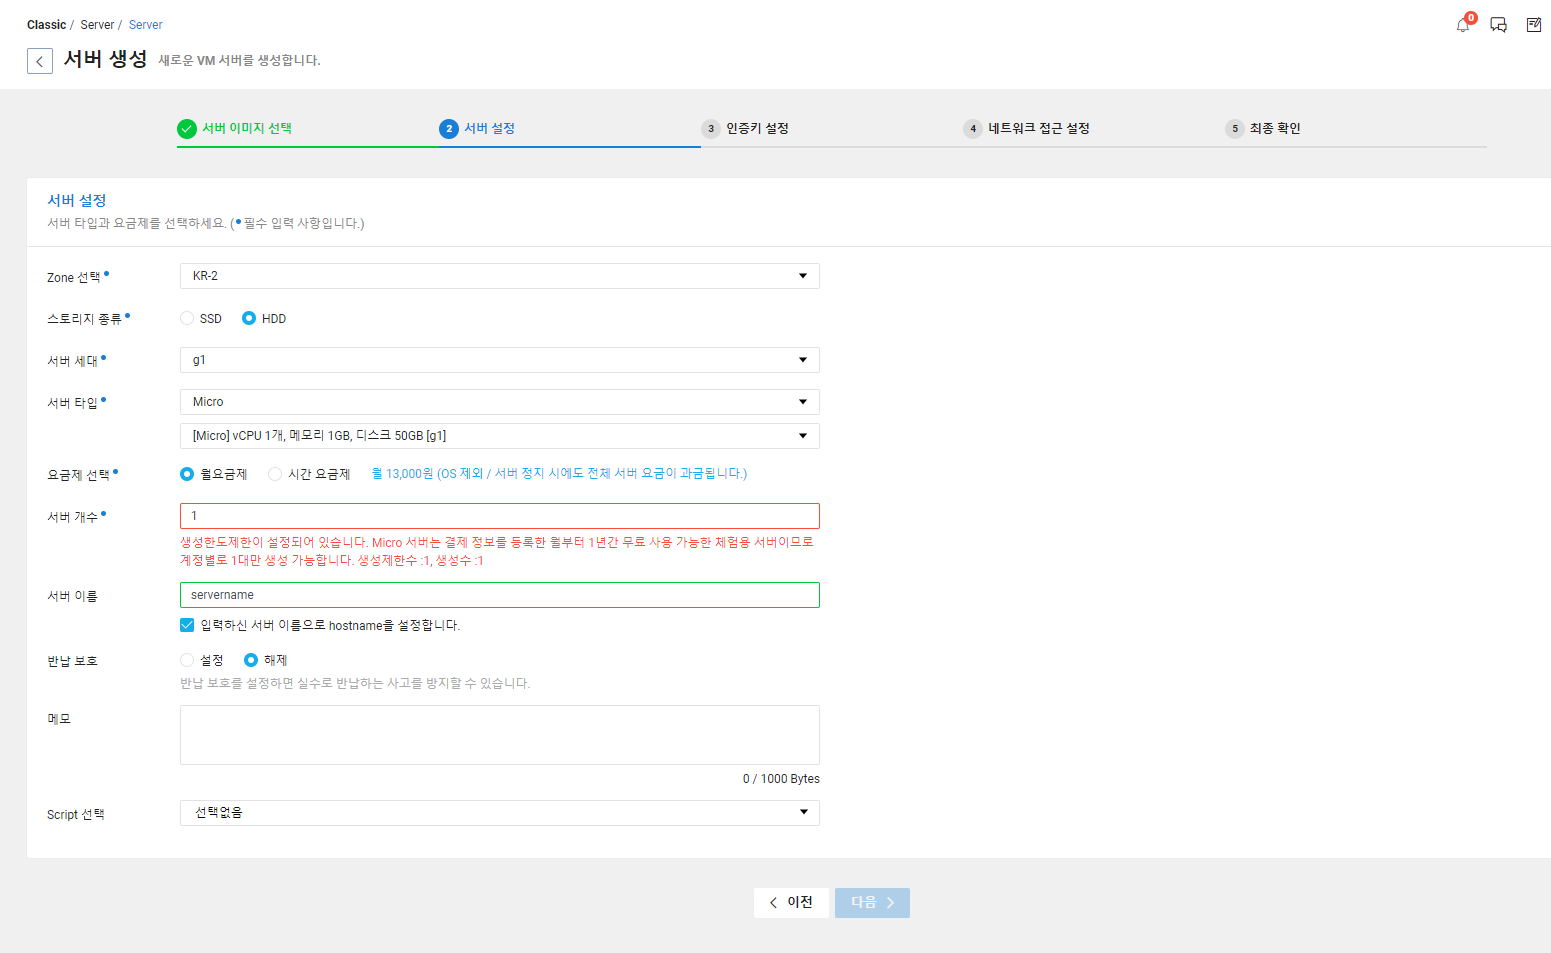 Classic / Server / Server
0
서버 생성 새로운 VM 서버를 생성합니다.
서버 이미지 선택
2 서버 설정
3 인증키 설정
4 네트워크 접근 설정
5 최종 확인
서버 설정
서버 타입과 요금제를 선택하세요. (• 필수 입력 사항입니다.)
Zone 선택•
KR-2
스토리지 종류•
SSD HDD
서버 세대•
g1
서버 타입•
Micro
[Micro] vCPU 1개, 메모리 1GB, 디스크 50GB [g1]
요금제 선택•
월요금제 시간 요금제 월 13,000원 (OS 제외 / 서버 정지 시에도 전체 서버 요금이 과금됩니다.)
서버 개수•
1
생성한도제한이 설정되어 있습니다. Micro 서버는 결제 정보를 등록한 월부터 1년간 무료 사용 가능한 체험용 서버이므로
계정별로 1대만 생성 가능합니다. 생성제한수 :1, 생성수 :1
서버 이름
servername
입력하신 서버 이름으로 hostname을 설정합니다.
반납 보호
설정 해제
반납 보호를 설정하면 실수로 반납하는 사고를 방지할 수 있습니다.
메모
0 / 1000 Bytes
Script 선택
선택없음
이전
다음